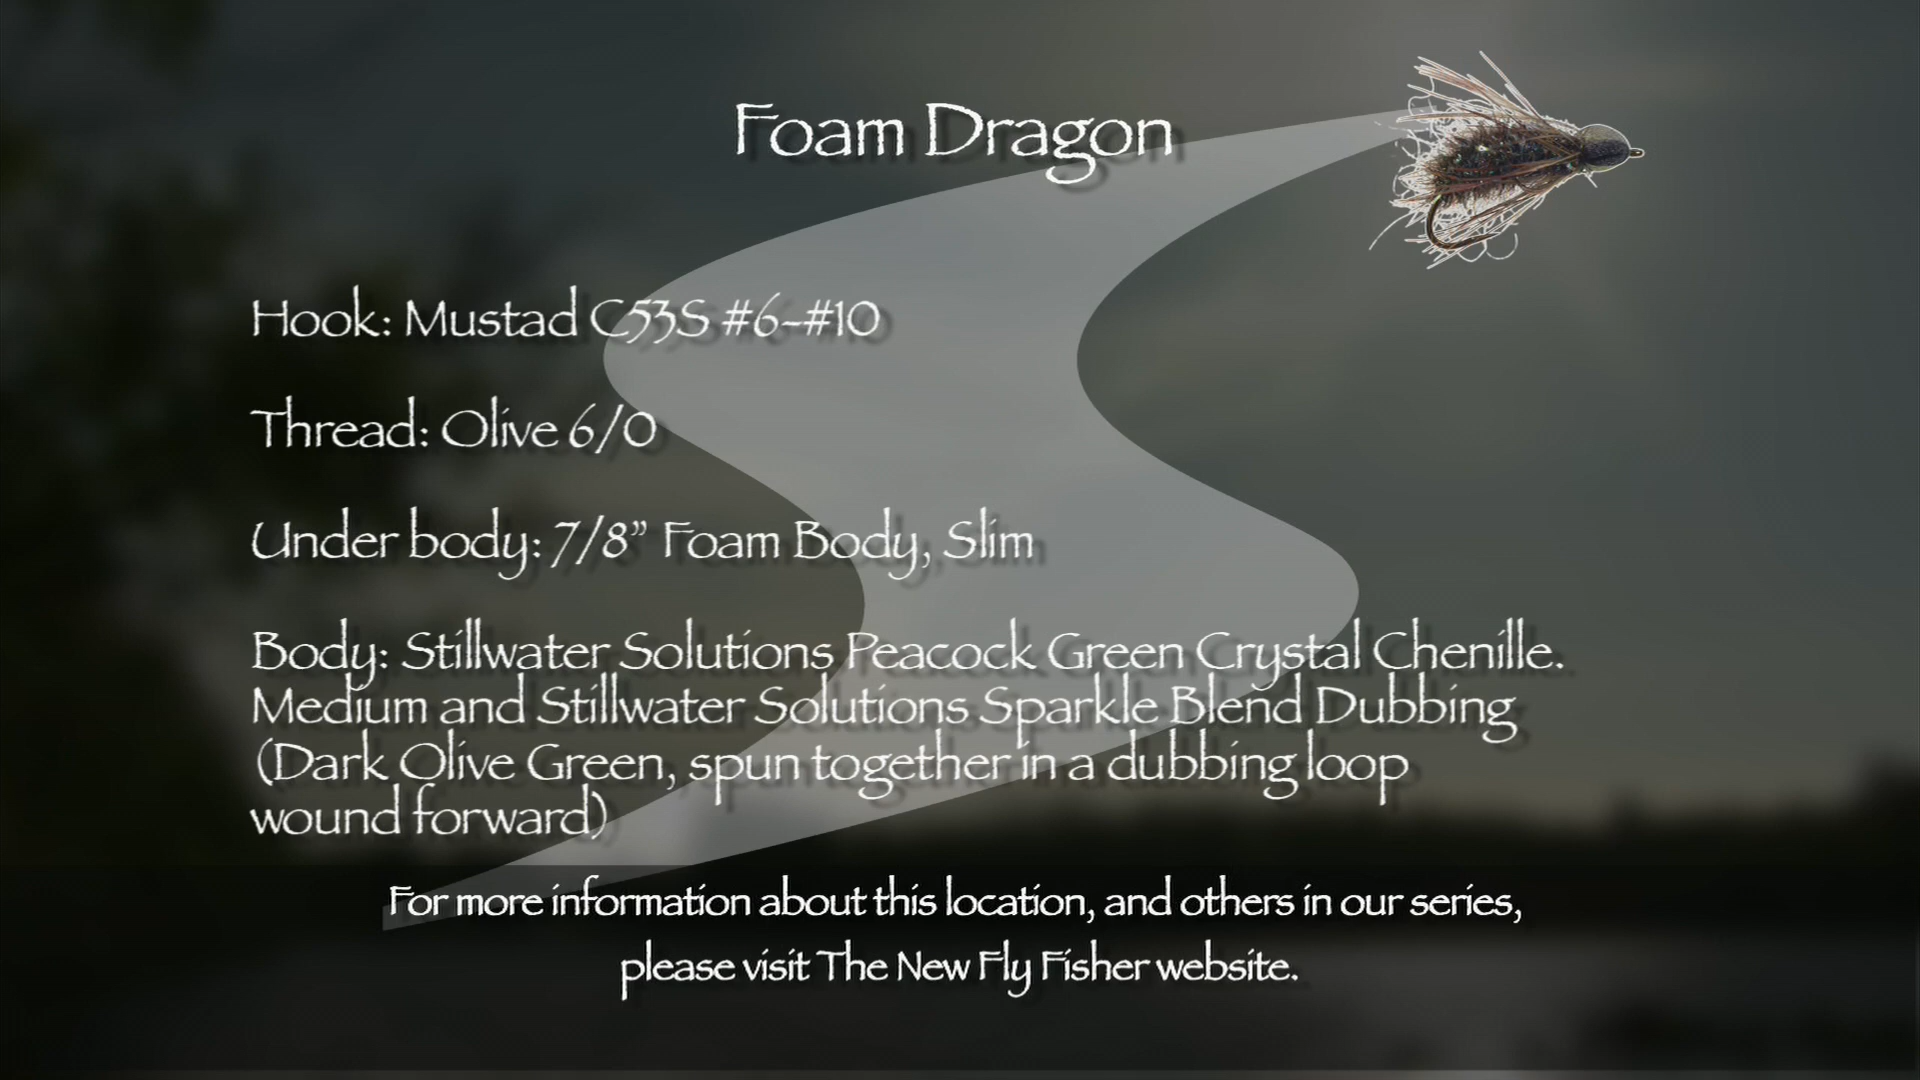 Foam Dragon
Hook: Mustad C53S #6-#10
Thread: Olive 6/0
Under body: 7/8” Foam Body, Slim
Body: Stillwater Solutions Peacock Green Crystal Chenille.
Medium and Stillwater Solutions Sparkle Blend Dubbing
(Dark Olive Green, spun together in a dubbing loop
wound forward)
For more information about this location, and others in our series,
please visit The New Fly Fisher website.